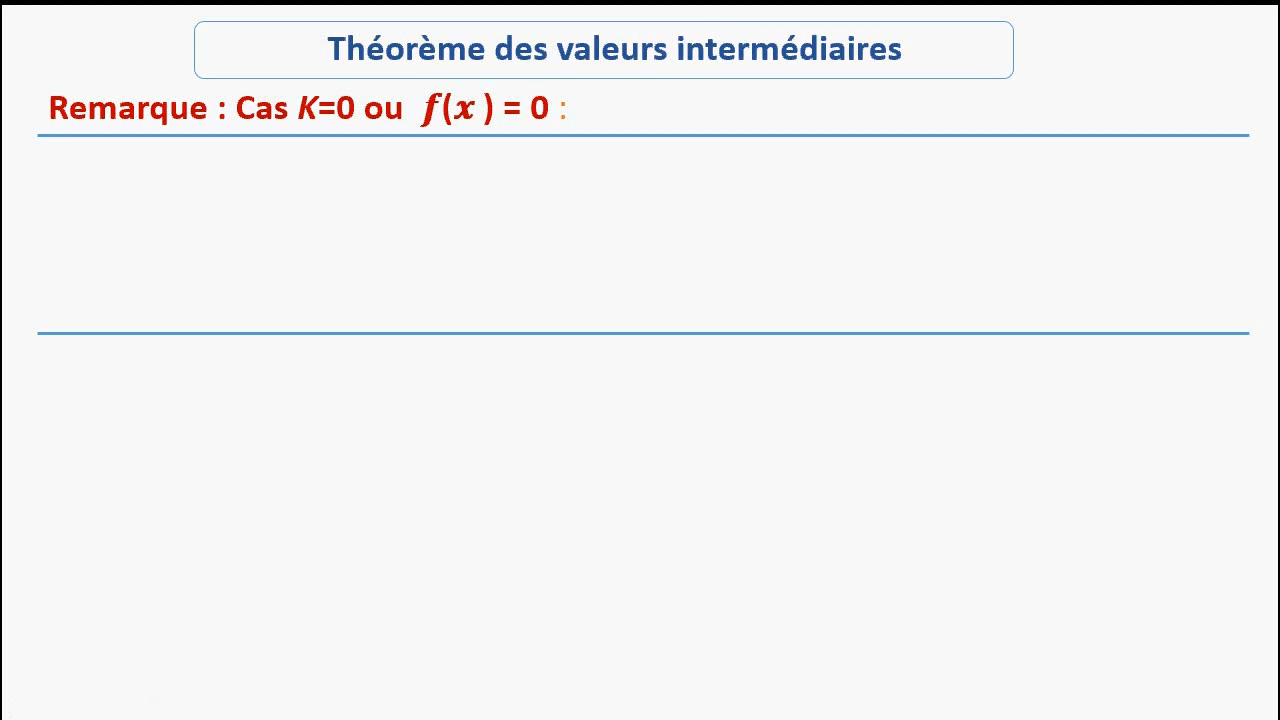 Théorème des valeurs intermédiaires
Remarque : Cas K=0 ou f(x ) = 0 :